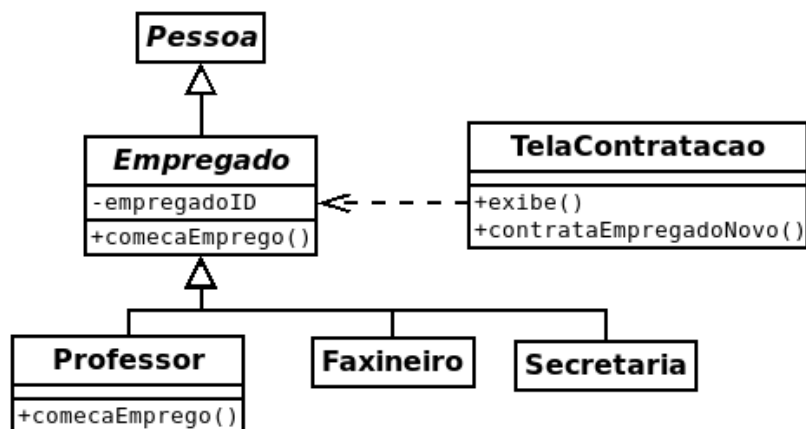 Pessoa
Empregado
-empregadoID
+comecaEmprego()
TelaContratacao
+exibe()
+contrataEmpregadoNovo()
Professor
+comecaEmprego()
Faxineiro
Secretaria